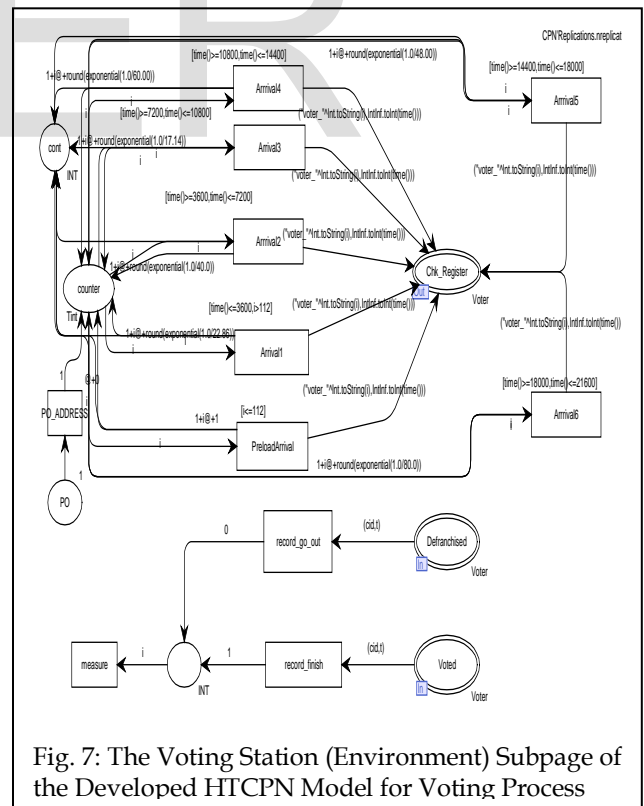 ER
CPN'Replications.nreplicat
[time()>=10800,time()<=14400]
1+i@+round(exponential(1.0/48.00))
[time()>=14400,time()<=18000]
1+i@+round(exponential(1.0/60.00))
i
Arrival4
i
i
Arrival5
i
[time()>=7200,time()<=10800]
("voter_"^Int.toString(i),IntInf.toInt(time()))
cont
INT
1+i@+round(exponential(1.0/17.14))
i
i
Arrival3
("voter_"^Int.toString(i),IntInf.toInt(time()))
("voter_"^Int.toString(i),IntInf.toInt(time()))
[time()>=3600,time()<=7200]
i
i
Arrival2
("voter_"^Int.toString(i),IntInf.toInt(time()))
1+i@+round(exponential(1.0/40.0))
Chk_Register
Out
Voter
counter
Tint
[time()<=3600,i>112]
("voter_"^Int.toString(i),IntInf.toInt(time()))
("voter_"^Int.toString(i),IntInf.toInt(time()))
1+i@+round(exponential(1.0/22.86))
i
Arrival1
1
@+0
("voter_"^Int.toString(i),IntInf.toInt(time()))
[time()>=18000,time()<=21600]
i
PO_ADDRESS
1+i@+1
[i<=112]
i
PreloadArrival
i
Arrival6
1+i@+round(exponential(1.0/80.0))
1
PO
0
record_go_out
(cid,t)
Defranchised
In
Voter
measure
i
INT
1
record_finish
(cid,t)
Voted
In
Voter
Fig. 7: The Voting Station (Environment) Subpage of
the Developed HTCPN Model for Voting Process